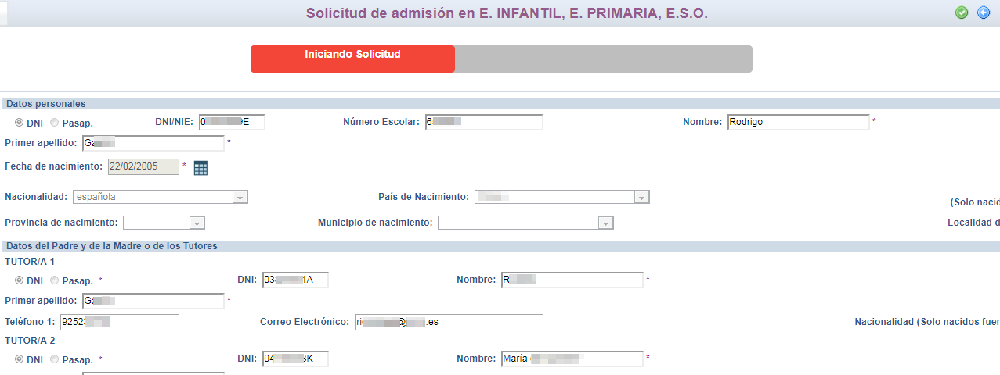 Solicitud de admisión en E. INFANTIL, E. PRIMARIA, E.S.O.
Iniciando Solicitud
Datos personales
DNI Pasap. DNI/NIE: Número Escolar: Nombre: Rodrigo *
Primer apellido: *
Fecha de nacimiento: 22/02/2005 *
Nacionalidad: española País de Nacimiento:
(Solo nacid
Provincia de nacimiento: Municipio de nacimiento: Localidad d
Datos del Padre y de la Madre o de los Tutores
TUTOR/A 1
DNI Pasap. * DNI: Nombre: *
Primer apellido: *
Teléfono 1: Correo Electrónico: Nacionalidad (Solo nacidos fuer
TUTOR/A 2
DNI Pasap. * DNI: Nombre: María *